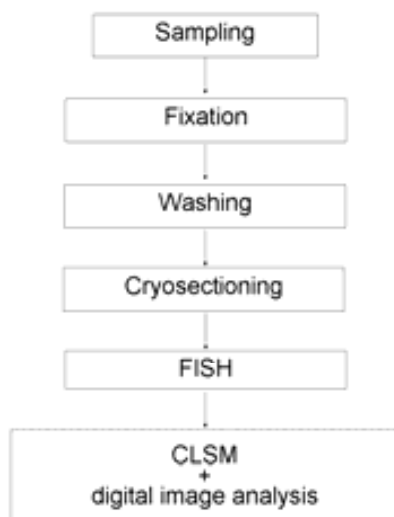 Sampling
Fixation
Washing
Cryosectioning
FISH
CLSM
+
digital image analysis